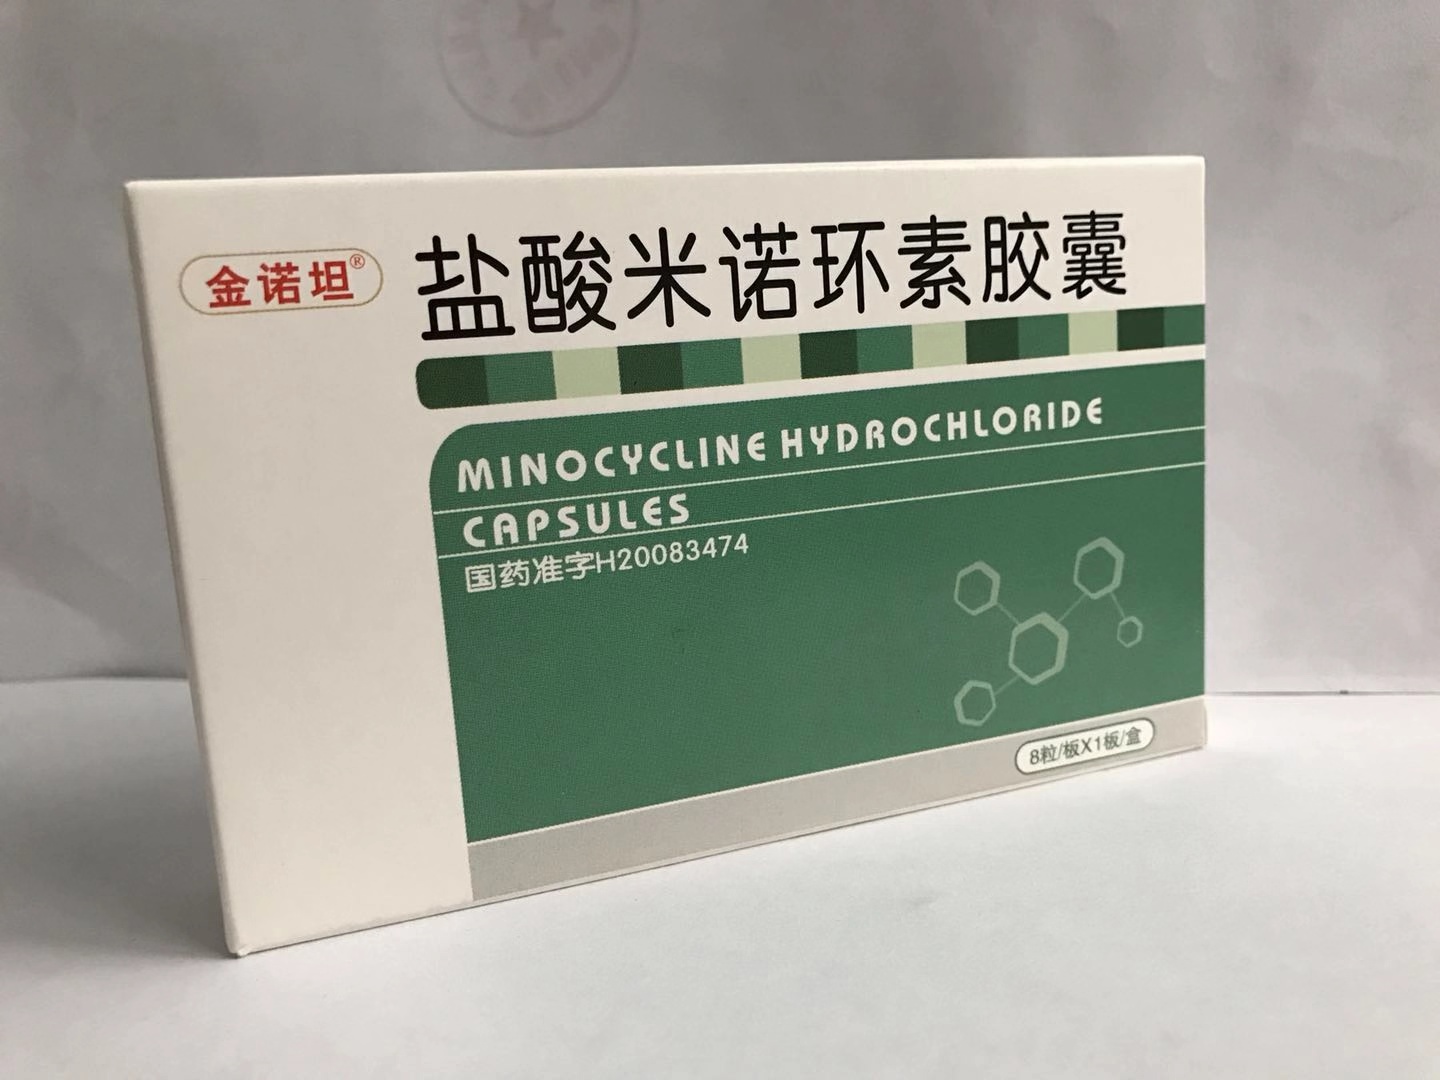 金诺坦®
盐酸米诺环素胶囊
MINOCYCLINE HYDROCHLORIDE
CAPSULES
国药准字H20083474
8粒/板X1板/盒